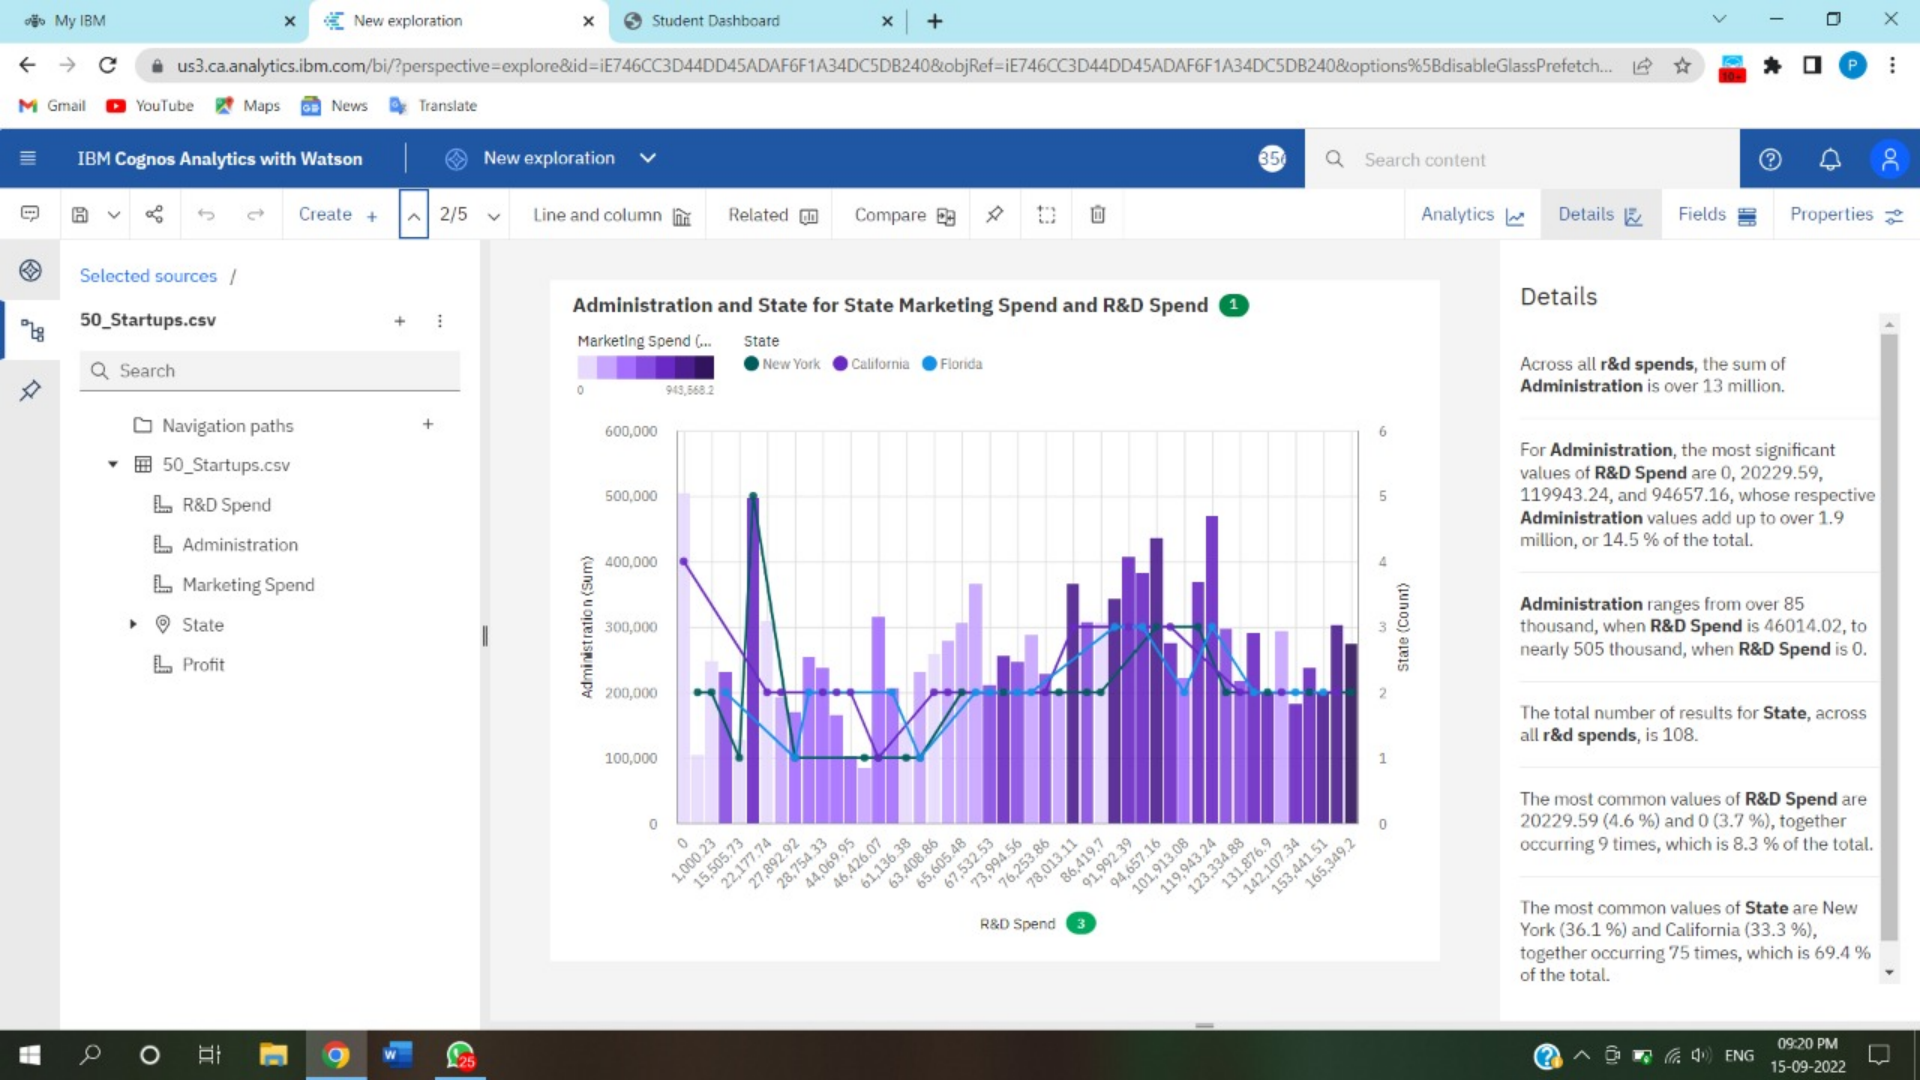 My IBM
New exploration
Student Dashboard
us3.ca.analytics.ibm.com/bi/?perspective=explore&id=iE746CC3D44DD45ADAF6F1A34DC5DB240&objRef=iE746CC3D44DD45ADAF6F1A34DC5DB240&options%5BdisableGlassPrefetch...
10+
P
Gmail
YouTube
Maps
News
Translate
IBM Cognos Analytics with Watson
New exploration
Search content
Create +
2/5
Line and column
Related
Compare
Analytics
Details
Fields
Properties
Selected sources /
50_Startups.csv
Search
Navigation paths
50_Startups.csv
R&D Spend
Administration
Marketing Spend
State
Profit
Administration and State for State Marketing Spend and R&D Spend 1
Marketing Spend (...
0 943,568.2
State
New York California Florida
Administration (Sum)
600,000
500,000
400,000
300,000
200,000
100,000
0
State (Count)
6
5
4
3
2
1
0
0
1,000.23
15,505.73
22,177.74
27,892.92
28,754.33
44,069.95
46,426.07
61,136.38
63,408.86
65,605.48
67,532.53
73,994.56
76,253.86
78,013.11
86,419.7
91,992.39
94,657.16
101,913.08
119,943.24
123,334.88
131,876.9
142,107.34
153,441.51
165,349.2
R&D Spend 3
Details
Across all r&d spends, the sum of
Administration is over 13 million.
For Administration, the most significant
values of R&D Spend are 0, 20229.59,
119943.24, and 94657.16, whose respective
Administration values add up to over 1.9
million, or 14.5 % of the total.
Administration ranges from over 85
thousand, when R&D Spend is 46014.02, to
nearly 505 thousand, when R&D Spend is 0.
The total number of results for State, across
all r&d spends, is 108.
The most common values of R&D Spend are
20229.59 (4.6 %) and 0 (3.7 %), together
occurring 9 times, which is 8.3 % of the total.
The most common values of State are New
York (36.1 %) and California (33.3 %),
together occurring 75 times, which is 69.4 %
of the total.
25
ENG
09:20 PM
15-09-2022